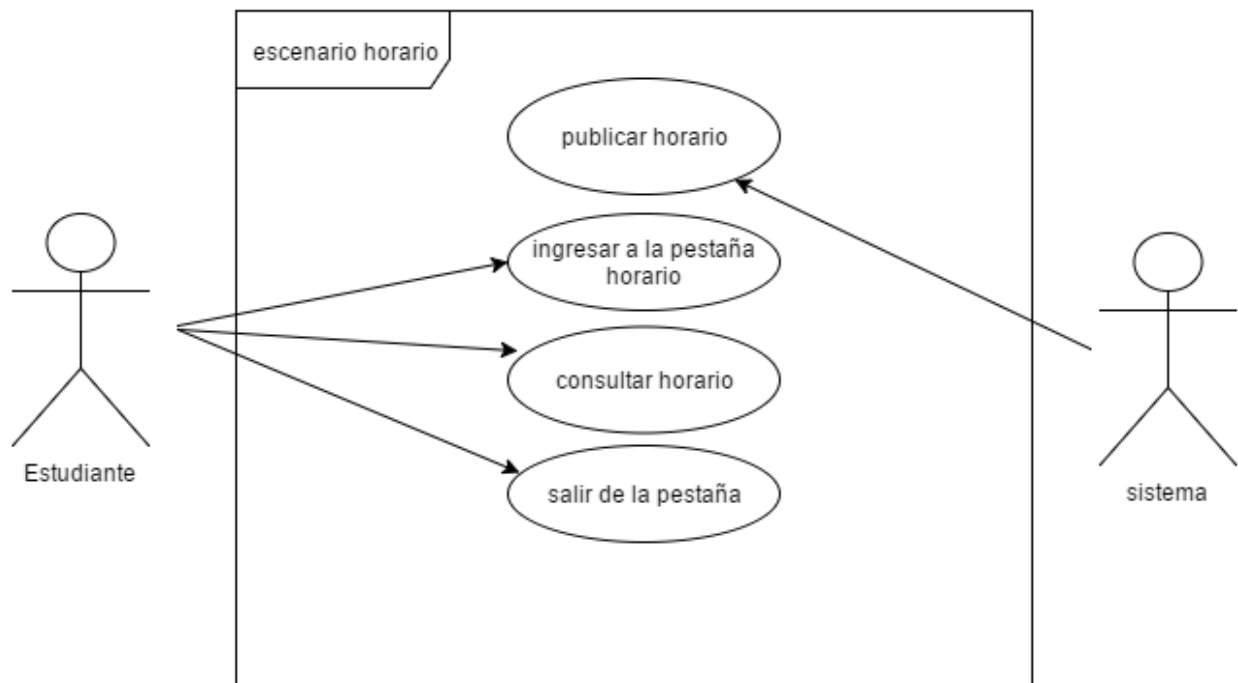 escenario horario
publicar horario
ingresar a la pestaña
horario
consultar horario
salir de la pestaña
Estudiante
sistema